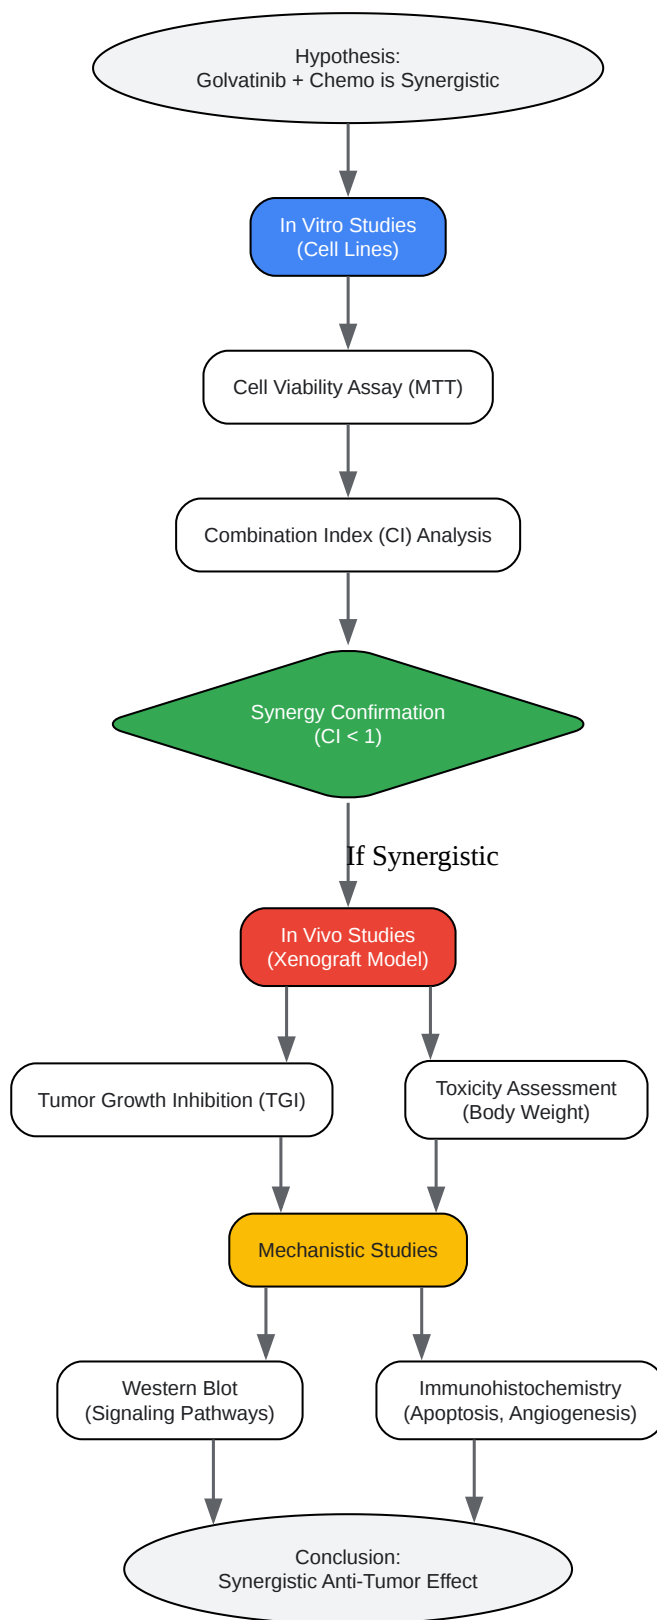 Hypothesis:
Golvatinib + Chemo is Synergistic
In Vitro Studies
(Cell Lines)
Cell Viability Assay (MTT)
Combination Index (CI) Analysis
Synergy Confirmation
(CI < 1)
If Synergistic
In Vivo Studies
(Xenograft Model)
Tumor Growth Inhibition (TGI)
Toxicity Assessment
(Body Weight)
Mechanistic Studies
Western Blot
(Signaling Pathways)
Immunohistochemistry
(Apoptosis, Angiogenesis)
Conclusion:
Synergistic Anti-Tumor Effect